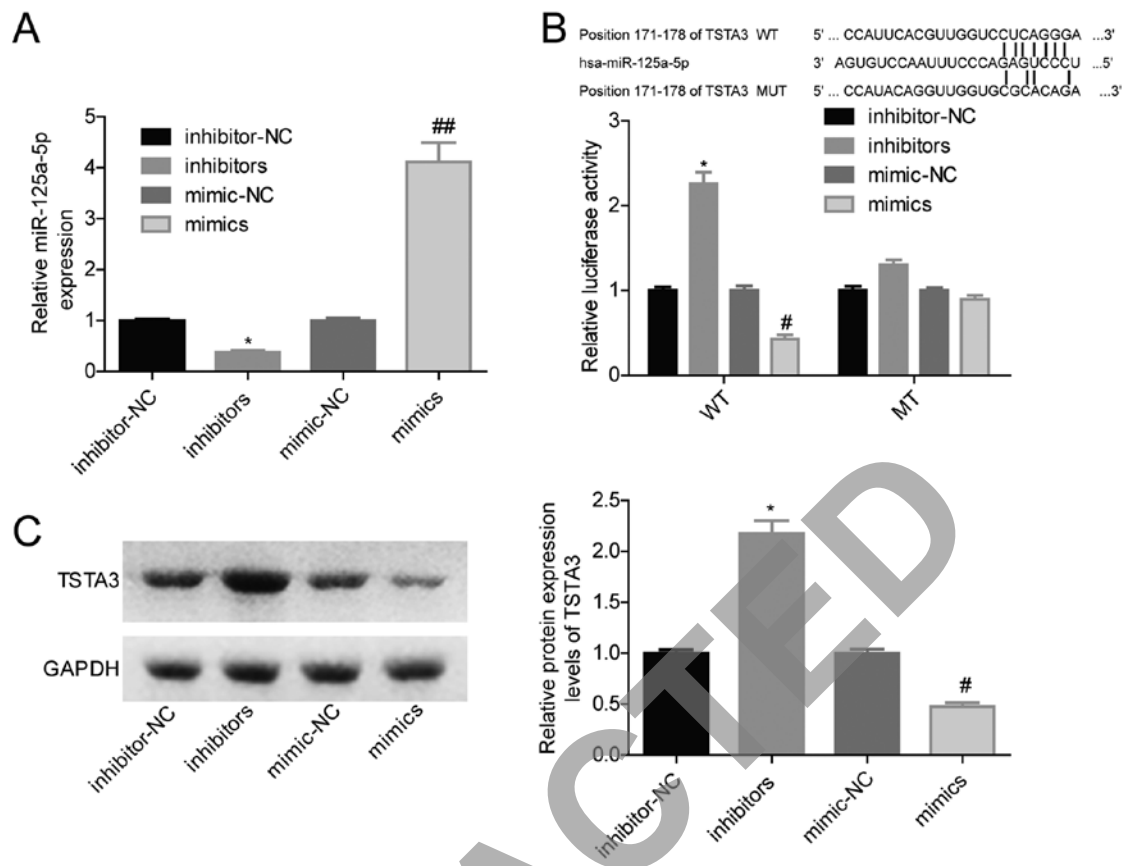 A
Relative miR-125a-5p
expression
5
4
3
2
1
0
inhibitor-NC
inhibitors
mimic-NC
mimics
*
##
inhibitor-NC
inhibitors
mimic-NC
mimics
B
Position 171-178 of TSTA3 WT 5' ... CCAUUCACGUUGGUCCUCAGGGA ...3'
hsa-miR-125a-5p 3' AGUGUCCAAUUUCCCAGAGUCCCU ...5'
Position 171-178 of TSTA3 MUT 5' ... CCAUACAGGUUGGUGCGCACAGA ...3'
Relative luciferase activity
3
2
1
0
inhibitor-NC
inhibitors
mimic-NC
mimics
*
#
WT
MT
C
TSTA3
GAPDH
inhibitor-NC
inhibitors
mimic-NC
mimics
Relative protein expression
levels of TSTA3
2.5
2.0
1.5
1.0
0.5
0.0
*
#
inhibitor-NC
inhibitors
mimic-NC
mimics
ACTED